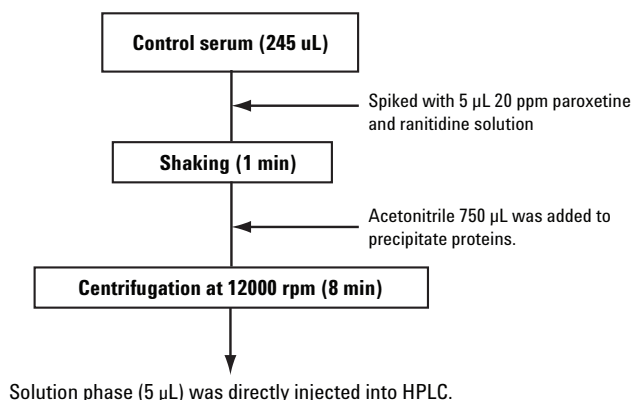 Control serum (245 uL)
Spiked with 5 µL 20 ppm paroxetine
and ranitidine solution
Shaking (1 min)
Acetonitrile 750 µL was added to
precipitate proteins.
Centrifugation at 12000 rpm (8 min)
Solution phase (5 µL) was directly injected into HPLC.